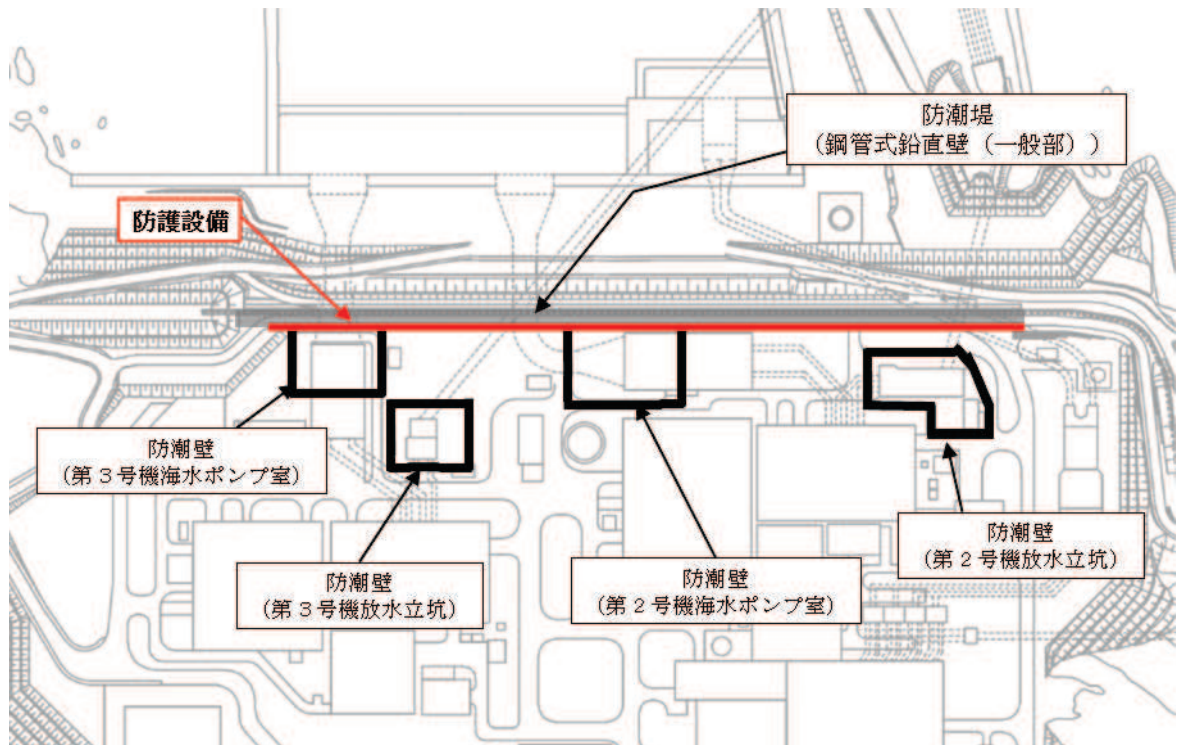 防潮堤
（鋼管式鉛直壁（一般部））
防護設備
防潮壁
（第３号機海水ポンプ室）
防潮壁
（第３号機放水立坑）
防潮壁
（第２号機海水ポンプ室）
防潮壁
（第２号機放水立坑）